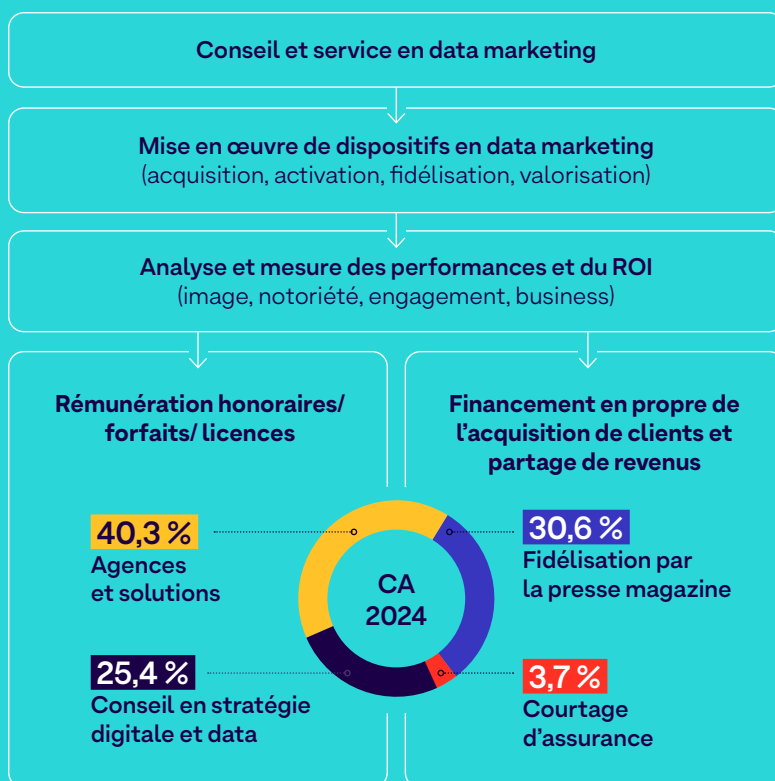 Conseil et service en data marketing
Mise en œuvre de dispositifs en data marketing
(acquisition, activation, fidélisation, valorisation)
Analyse et mesure des performances et du ROI
(image, notoriété, engagement, business)
Rémunération honoraires/
forfaits/ licences
40,3 %
Agences
et solutions
25,4 %
Conseil en stratégie
digitale et data
CA
2024
Financement en propre de
l’acquisition de clients et
partage de revenus
30,6 %
Fidélisation par
la presse magazine
3,7 %
Courtage
d’assurance